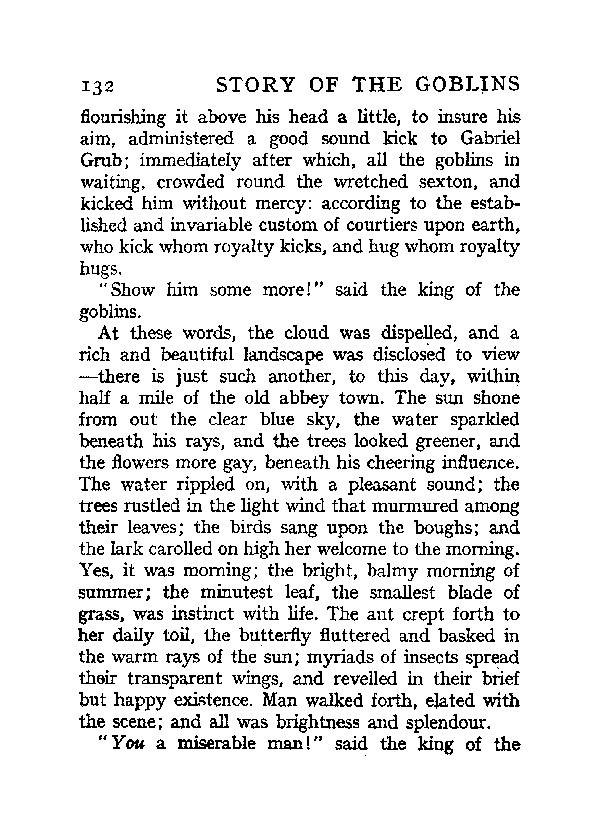 132 STORY OF THE GOBLINS
flourishing it above his head a little, to insure his
aim, administered a good sound kick to Gabriel
Grub; immediately after which, all the goblins in
waiting, crowded round the wretched sexton, and
kicked him without mercy: according to the estab-
lished and invariable custom of courtiers upon earth,
who kick whom royalty kicks, and hug whom royalty
hugs.
"Show him some more!" said the king of the
goblins.
At these words, the cloud was dispelled, and a
rich and beautiful landscape was disclosed to view
—there is just such another, to this day, within
half a mile of the old abbey town. The sun shone
from out the clear blue sky, the water sparkled
beneath his rays, and the trees looked greener, and
the flowers more gay, beneath his cheering influence.
The water rippled on, with a pleasant sound; the
trees rustled in the light wind that murmured among
their leaves; the birds sang upon the boughs; and
the lark carolled on high her welcome to the morning.
Yes, it was morning; the bright, balmy morning of
summer; the minutest leaf, the smallest blade of
grass, was instinct with life. The ant crept forth to
her daily toil, the butterfly fluttered and basked in
the warm rays of the sun; myriads of insects spread
their transparent wings, and revelled in their brief
but happy existence. Man walked forth, elated with
the scene; and all was brightness and splendour.
"You a miserable man!" said the king of the